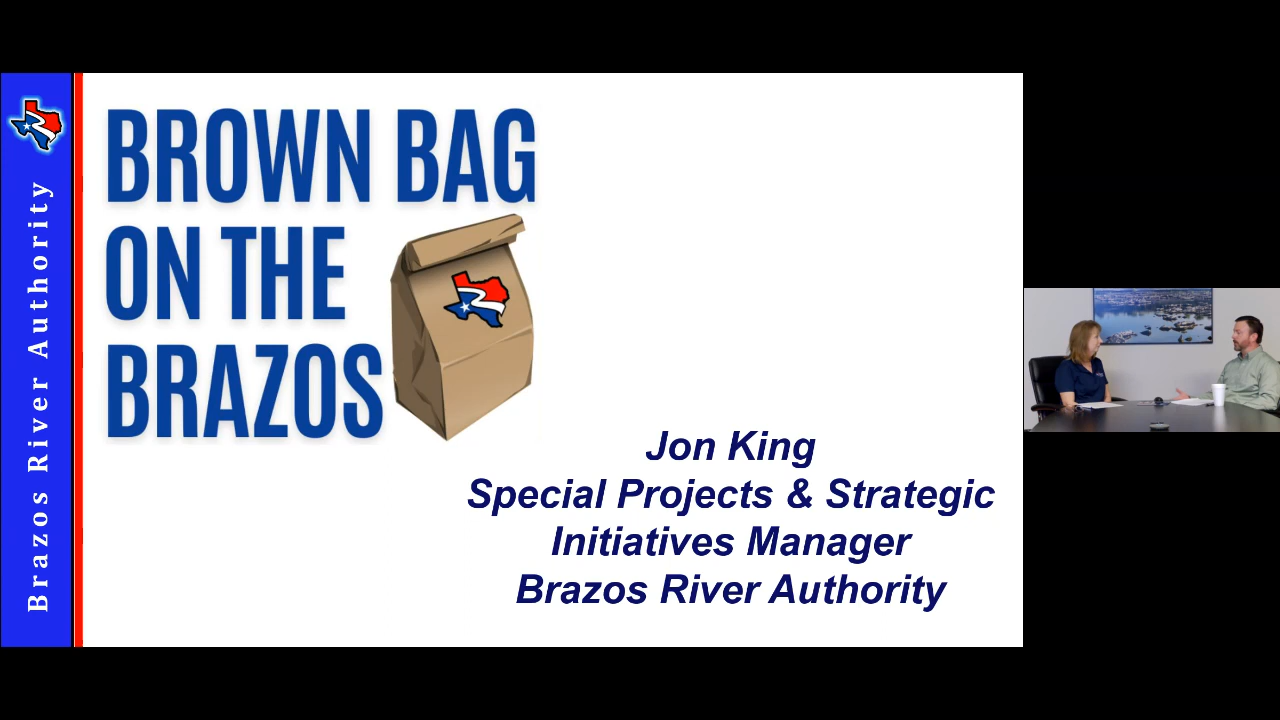 Brazos River Authority
BROWN BAG
ON THE
BRAZOS
Jon King
Special Projects & Strategic
Initiatives Manager
Brazos River Authority